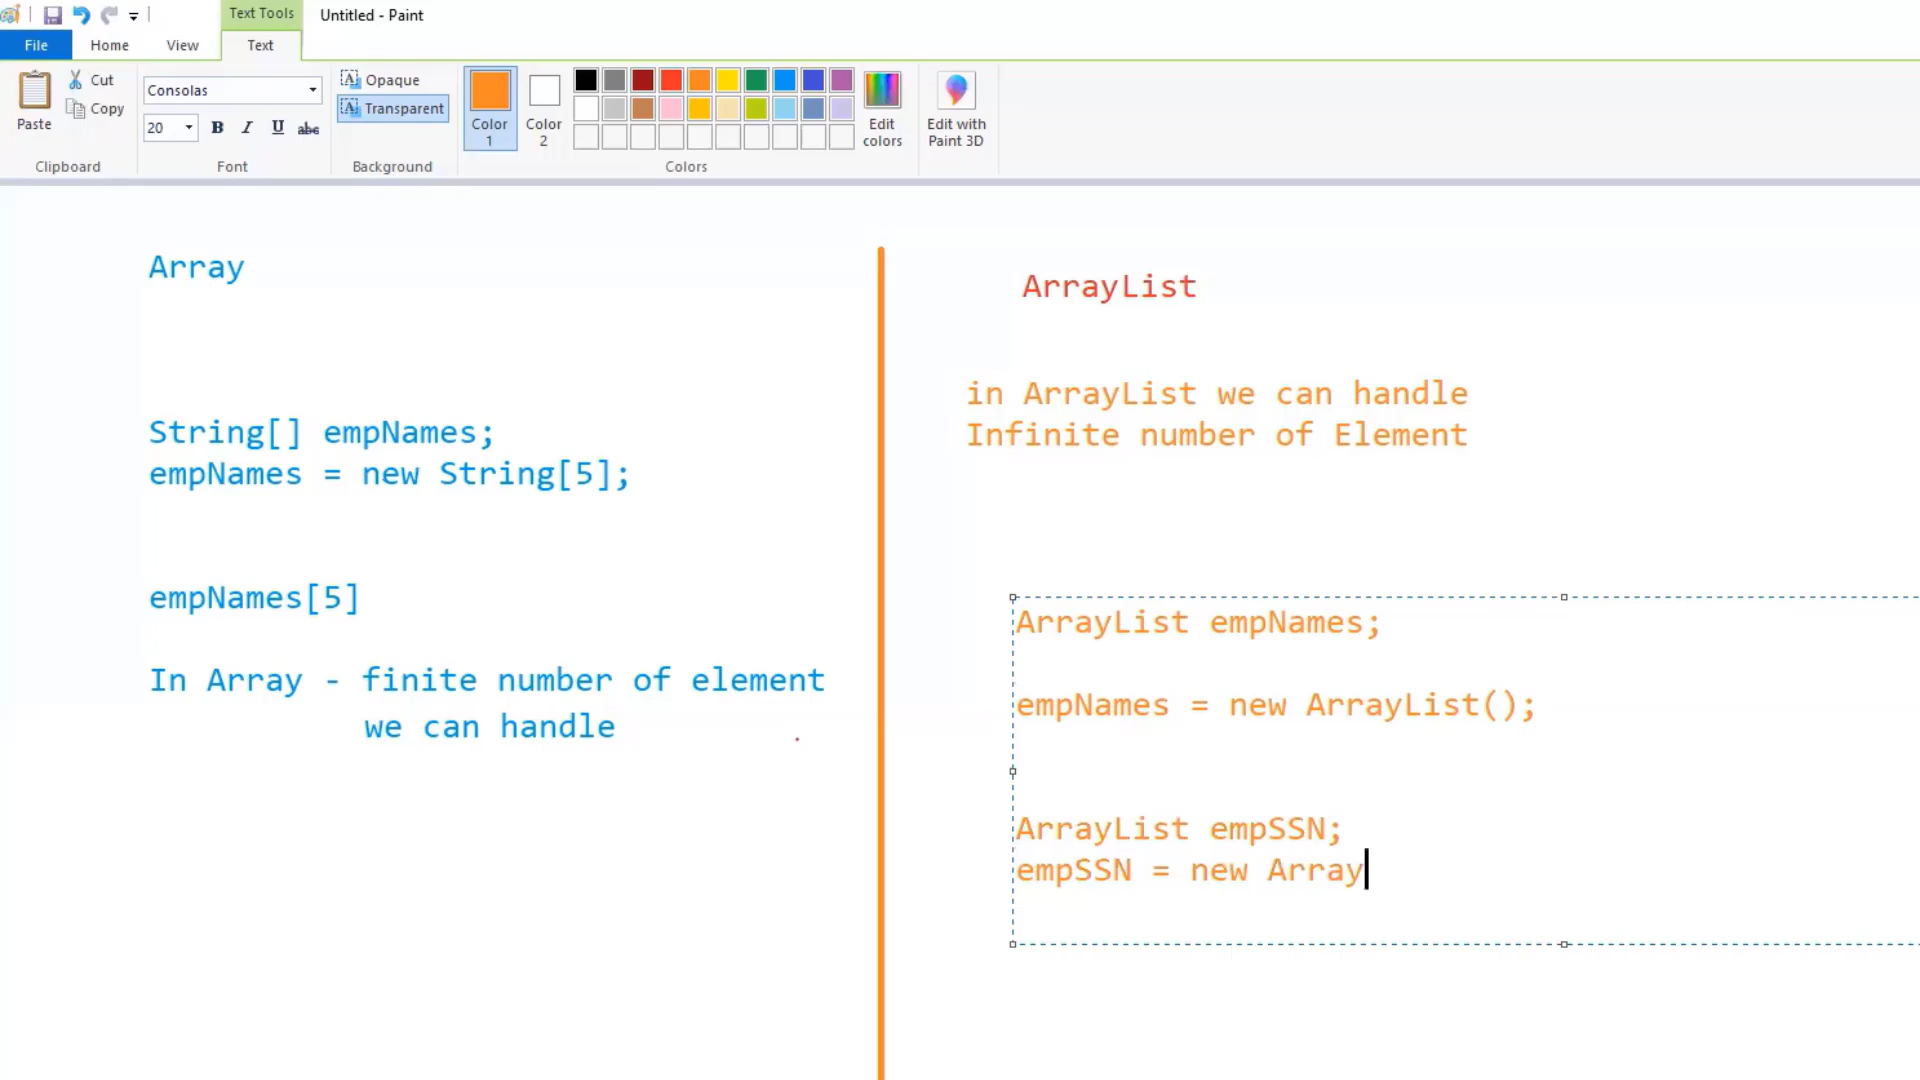 Text Tools
Untitled - Paint
File
Home
View
Text
Paste
Cut
Copy
Clipboard
Consolas
20
B I U abc
Font
Opaque
Transparent
Background
Color 1
Color 2
Colors
Edit colors
Edit with Paint 3D
Array
String[] empNames;
empNames = new String[5];
empNames[5]
In Array - finite number of element
we can handle
ArrayList
in ArrayList we can handle
Infinite number of Element
ArrayList empNames;
empNames = new ArrayList();
ArrayList empSSN;
empSSN = new Array